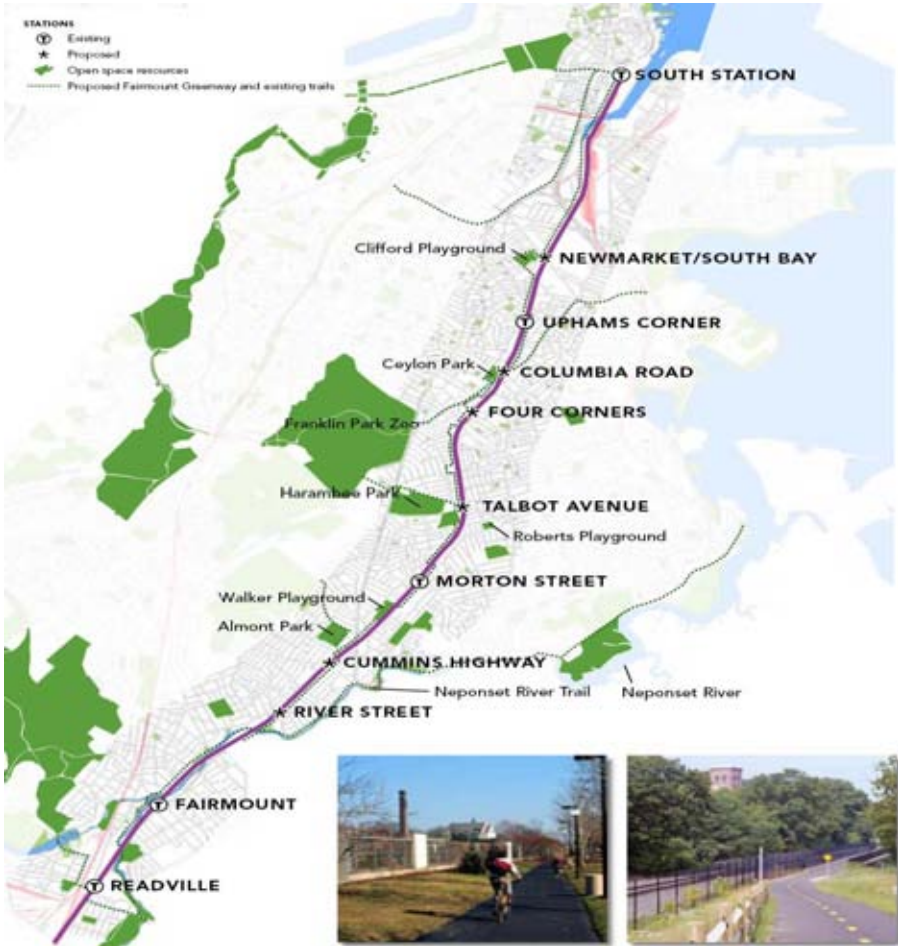 STATIONS
Existing
Proposed
Open space resources
Proposed Fairmount Greenway and existing trails
SOUTH STATION
Clifford Playground
NEWMARKET/SOUTH BAY
UPHAMS CORNER
Ceylon Park
COLUMBIA ROAD
FOUR CORNERS
Franklin Park Zoo
Harambee Park
TALBOT AVENUE
Roberts Playground
MORTON STREET
Walker Playground
Almont Park
CUMMINS HIGHWAY
Neponset River Trail
Neponset River
RIVER STREET
FAIRMOUNT
READVILLE